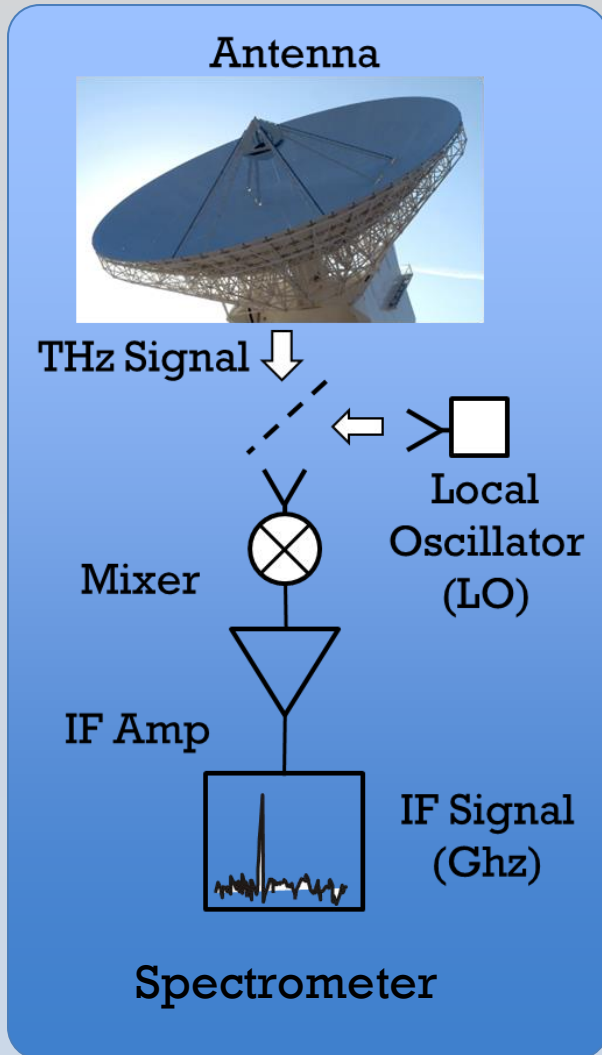 Antenna
THz Signal
Local
Oscillator
(LO)
Mixer
IF Amp
IF Signal
(Ghz)
Spectrometer